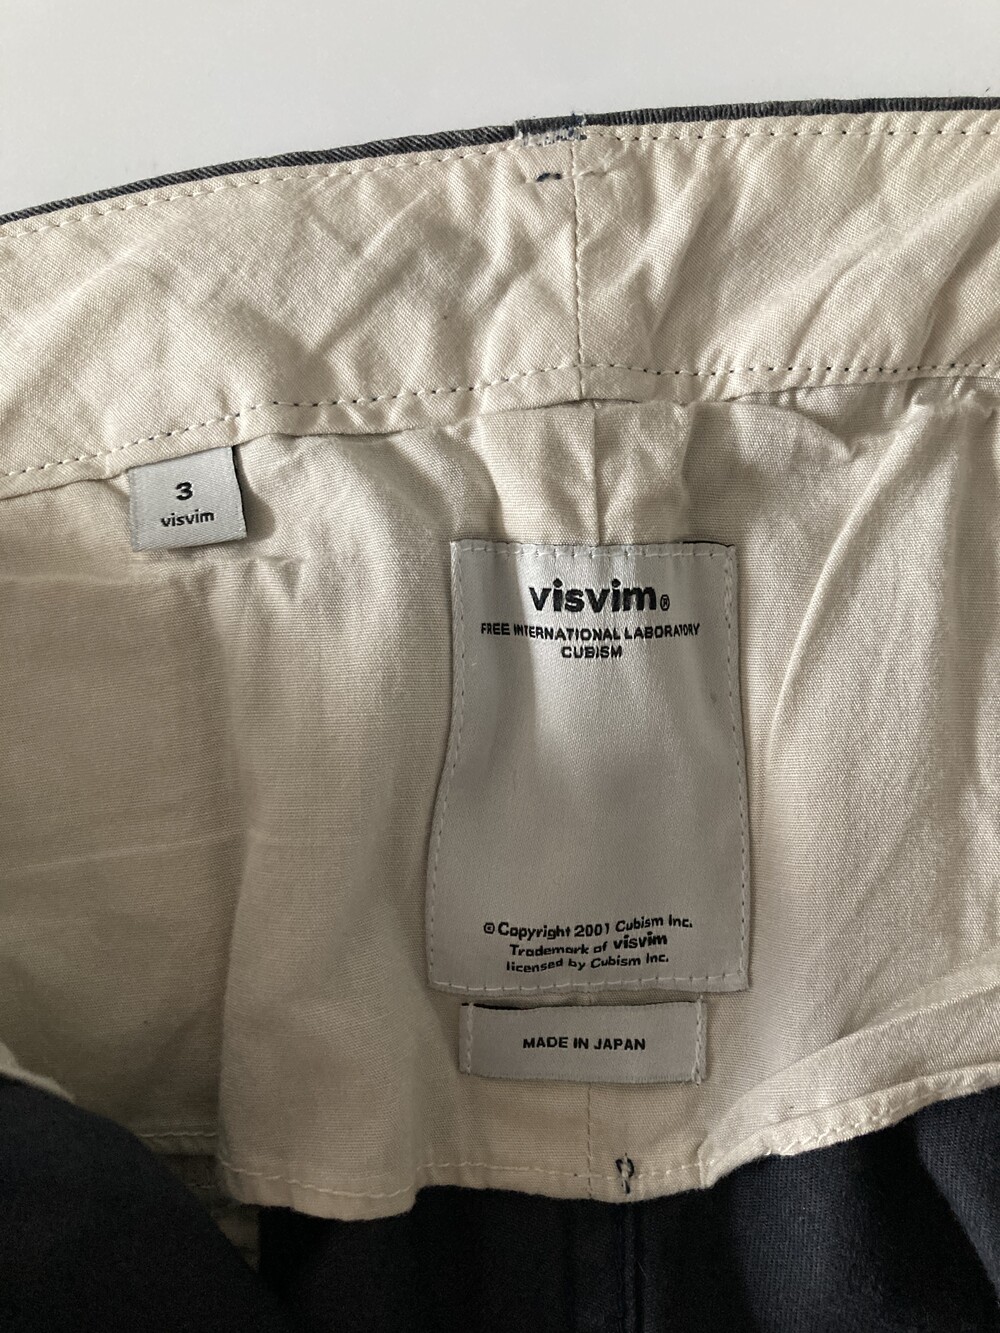 3
visvim
visvim®
FREE INTERNATIONAL LABORATORY
CUBISM
© Copyright 2001 Cubism Inc.
Trademark of visvim
licensed by Cubism Inc.
MADE IN JAPAN